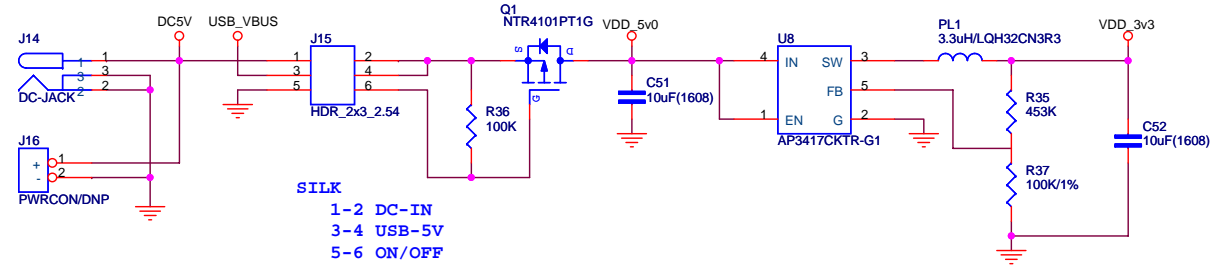 DC5V
USB_VBUS
Q1
NTR4101PT1G
VDD_5v0
PL1
3.3uH/LQH32CN3R3
VDD_3v3
J14
1
3
2
1
3
2
DC-JACK
J15
1
3
5
2
4
6
HDR_2x3_2.54
S
D
G
R36
100K
C51
10uF(1608)
U8
4
IN
SW
3
FB
5
1
EN
G
2
AP3417CKTR-G1
R35
453K
C52
10uF(1608)
R37
100K/1%
J16
+
-
1
2
PWRCON/DNP
SILK
1-2 DC-IN
3-4 USB-5V
5-6 ON/OFF